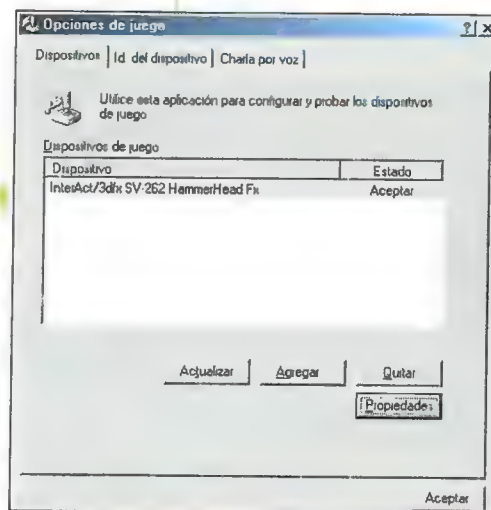 Opciones de juego
Dispositivos Id. del dispositivo Charla por voz
Utilice esta aplicación para configurar y probar los dispositivos
de juego
Dispositivos de juego
Dispositivo Estado
InterAct/3dfx SV-262 HammerHead Fx Aceptar
Actualizar Agregar Quitar
Propiedades
Aceptar